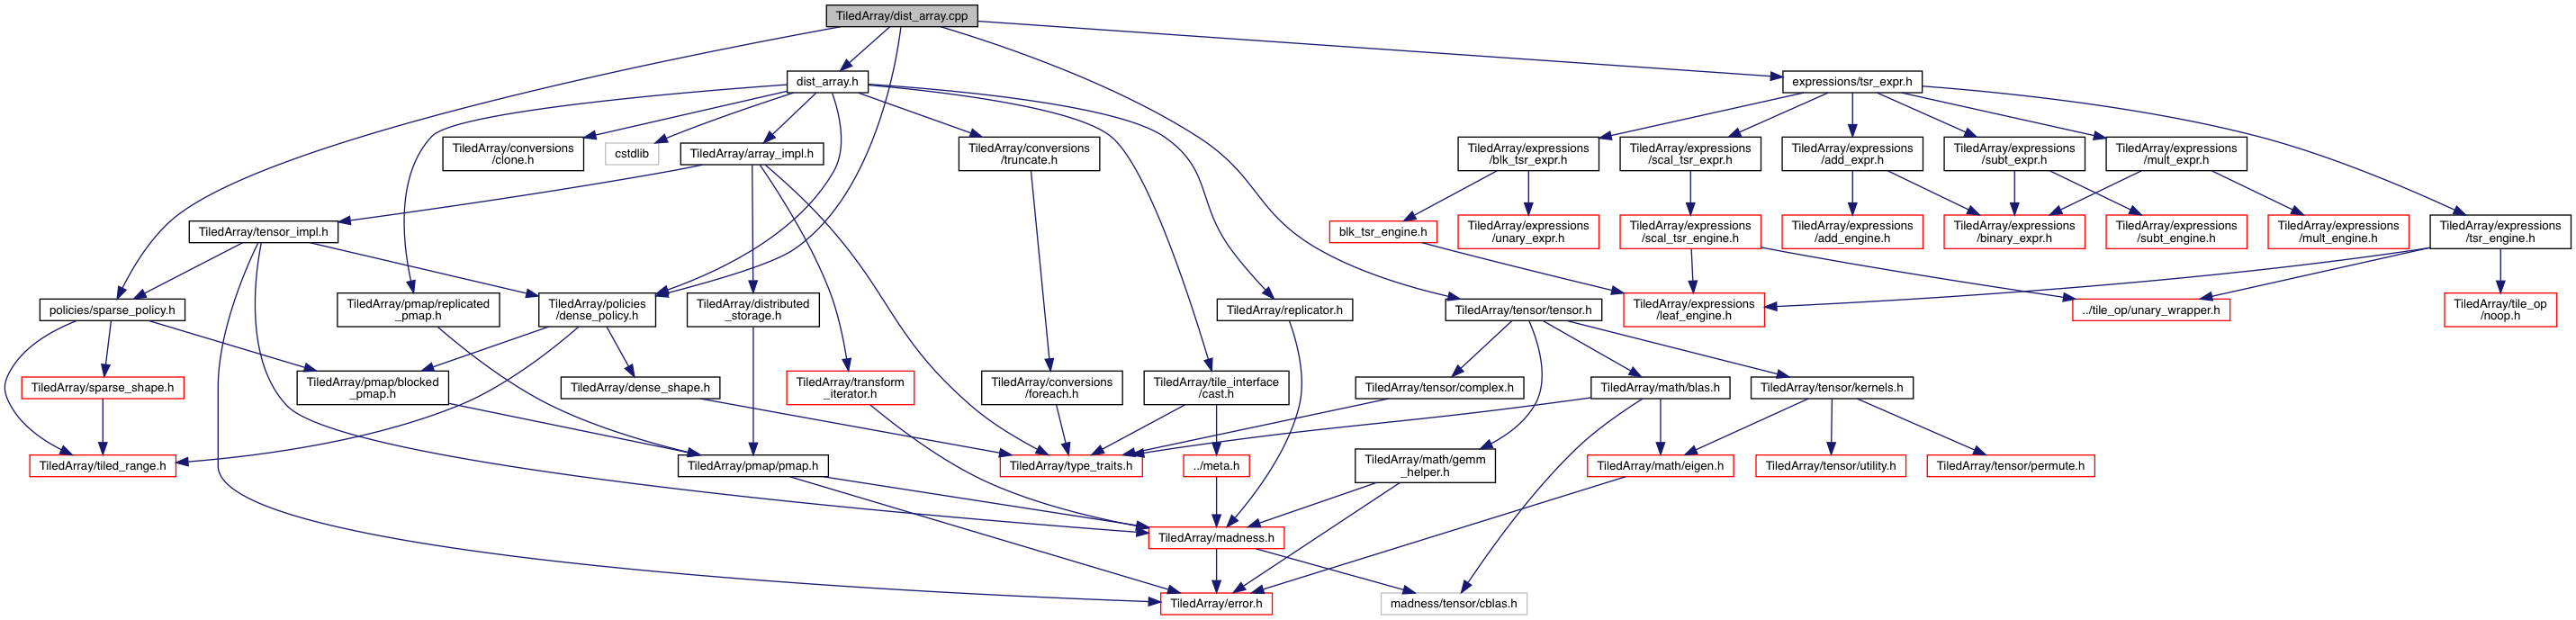 TiledArray/dist_array.cpp
dist_array.h
expressions/tsr_expr.h
TiledArray/conversions
/clone.h
cstdlib
TiledArray/array_impl.h
TiledArray/conversions
/truncate.h
TiledArray/expressions
/blk_tsr_expr.h
TiledArray/expressions
/scal_tsr_expr.h
TiledArray/expressions
/add_expr.h
TiledArray/expressions
/subt_expr.h
TiledArray/expressions
/mult_expr.h
TiledArray/tensor_impl.h
blk_tsr_engine.h
TiledArray/expressions
/unary_expr.h
TiledArray/expressions
/scal_tsr_engine.h
TiledArray/expressions
/add_engine.h
TiledArray/expressions
/binary_expr.h
TiledArray/expressions
/subt_engine.h
TiledArray/expressions
/mult_engine.h
TiledArray/expressions
/tsr_engine.h
policies/sparse_policy.h
TiledArray/pmap/replicated
_pmap.h
TiledArray/policies
/dense_policy.h
TiledArray/distributed
_storage.h
TiledArray/replicator.h
TiledArray/tensor/tensor.h
TiledArray/expressions
/leaf_engine.h
../tile_op/unary_wrapper.h
TiledArray/tile_op
/noop.h
TiledArray/sparse_shape.h
TiledArray/pmap/blocked
_pmap.h
TiledArray/dense_shape.h
TiledArray/transform
_iterator.h
TiledArray/conversions
/foreach.h
TiledArray/tile_interface
/cast.h
TiledArray/tensor/complex.h
TiledArray/math/blas.h
TiledArray/tensor/kernels.h
TiledArray/tiled_range.h
TiledArray/pmap/pmap.h
TiledArray/type_traits.h
../meta.h
TiledArray/math/gemm
_helper.h
TiledArray/math/eigen.h
TiledArray/tensor/utility.h
TiledArray/tensor/permute.h
TiledArray/madness.h
TiledArray/error.h
madness/tensor/cblas.h